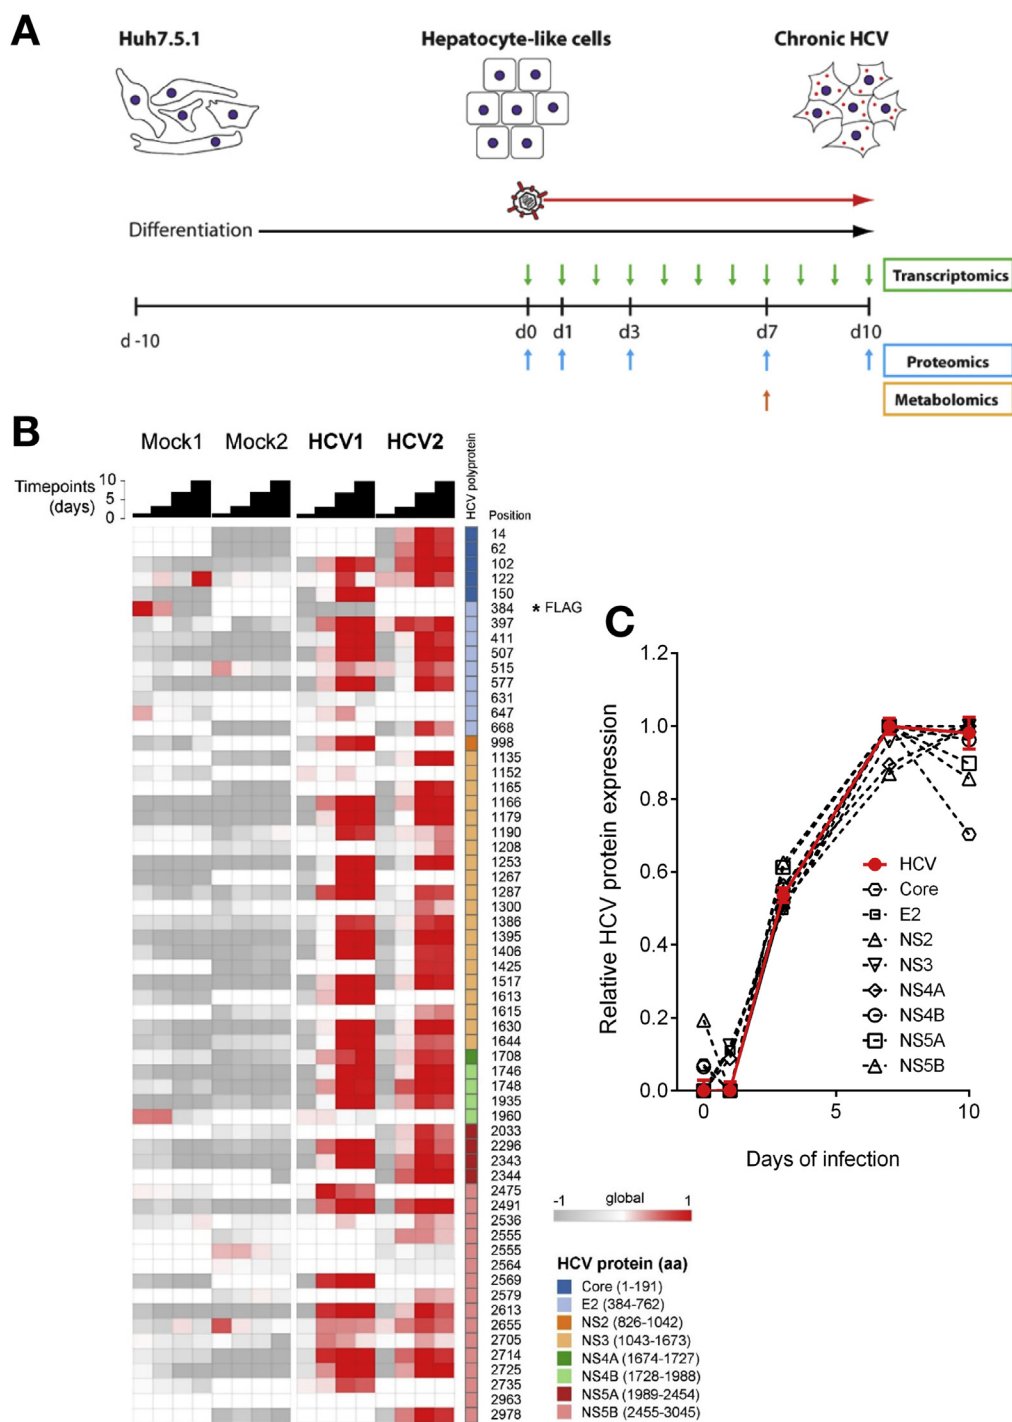 A
Huh7.5.1
Hepatocyte-like cells
Chronic HCV
Differentiation
Transcriptomics
d -10
d0
d1
d3
d7
d10
Proteomics
Metabolomics
B
Mock1
Mock2
HCV1
HCV2
HCV polyprotein
Timepoints
(days)
10
5
0
Position
14
62
102
122
150
384
* FLAG
397
411
507
515
577
631
647
668
998
1135
1152
1165
1166
1179
1190
1208
1253
1267
1287
1300
1386
1395
1406
1425
1517
1613
1615
1630
1644
1708
1746
1748
1935
1960
2033
2296
2343
2344
2475
2491
2536
2555
2555
2564
2569
2579
2613
2655
2705
2714
2725
2735
2963
2978
-1
global
1
HCV protein (aa)
Core (1-191)
E2 (384-762)
NS2 (826-1042)
NS3 (1043-1673)
NS4A (1674-1727)
NS4B (1728-1988)
NS5A (1989-2454)
NS5B (2455-3045)
C
Relative HCV protein expression
1.2
1.0
0.8
0.6
0.4
0.2
0.0
0
5
10
Days of infection
HCV
Core
E2
NS2
NS3
NS4A
NS4B
NS5A
NS5B